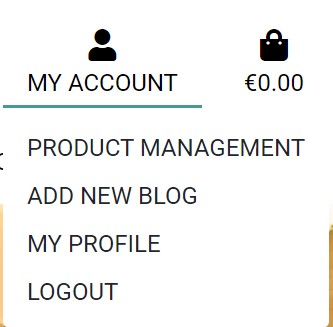 MY ACCOUNT
€0.00
PRODUCT MANAGEMENT
ADD NEW BLOG
MY PROFILE
LOGOUT